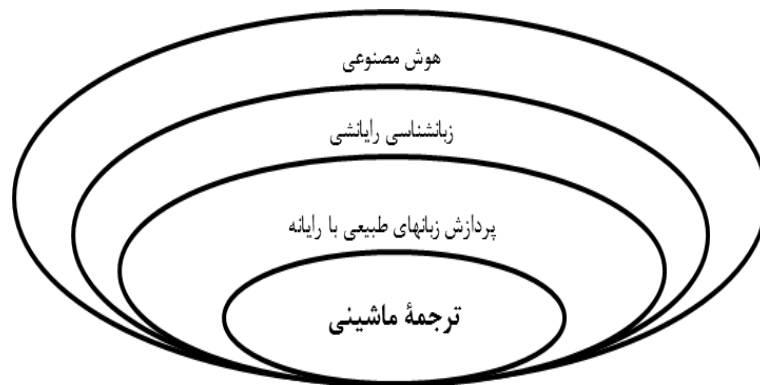 هوش مصنوعی
زبانشناسی رایانشی
پردازش زبانهای طبیعی با رایانه
ترجمهٔ ماشینی